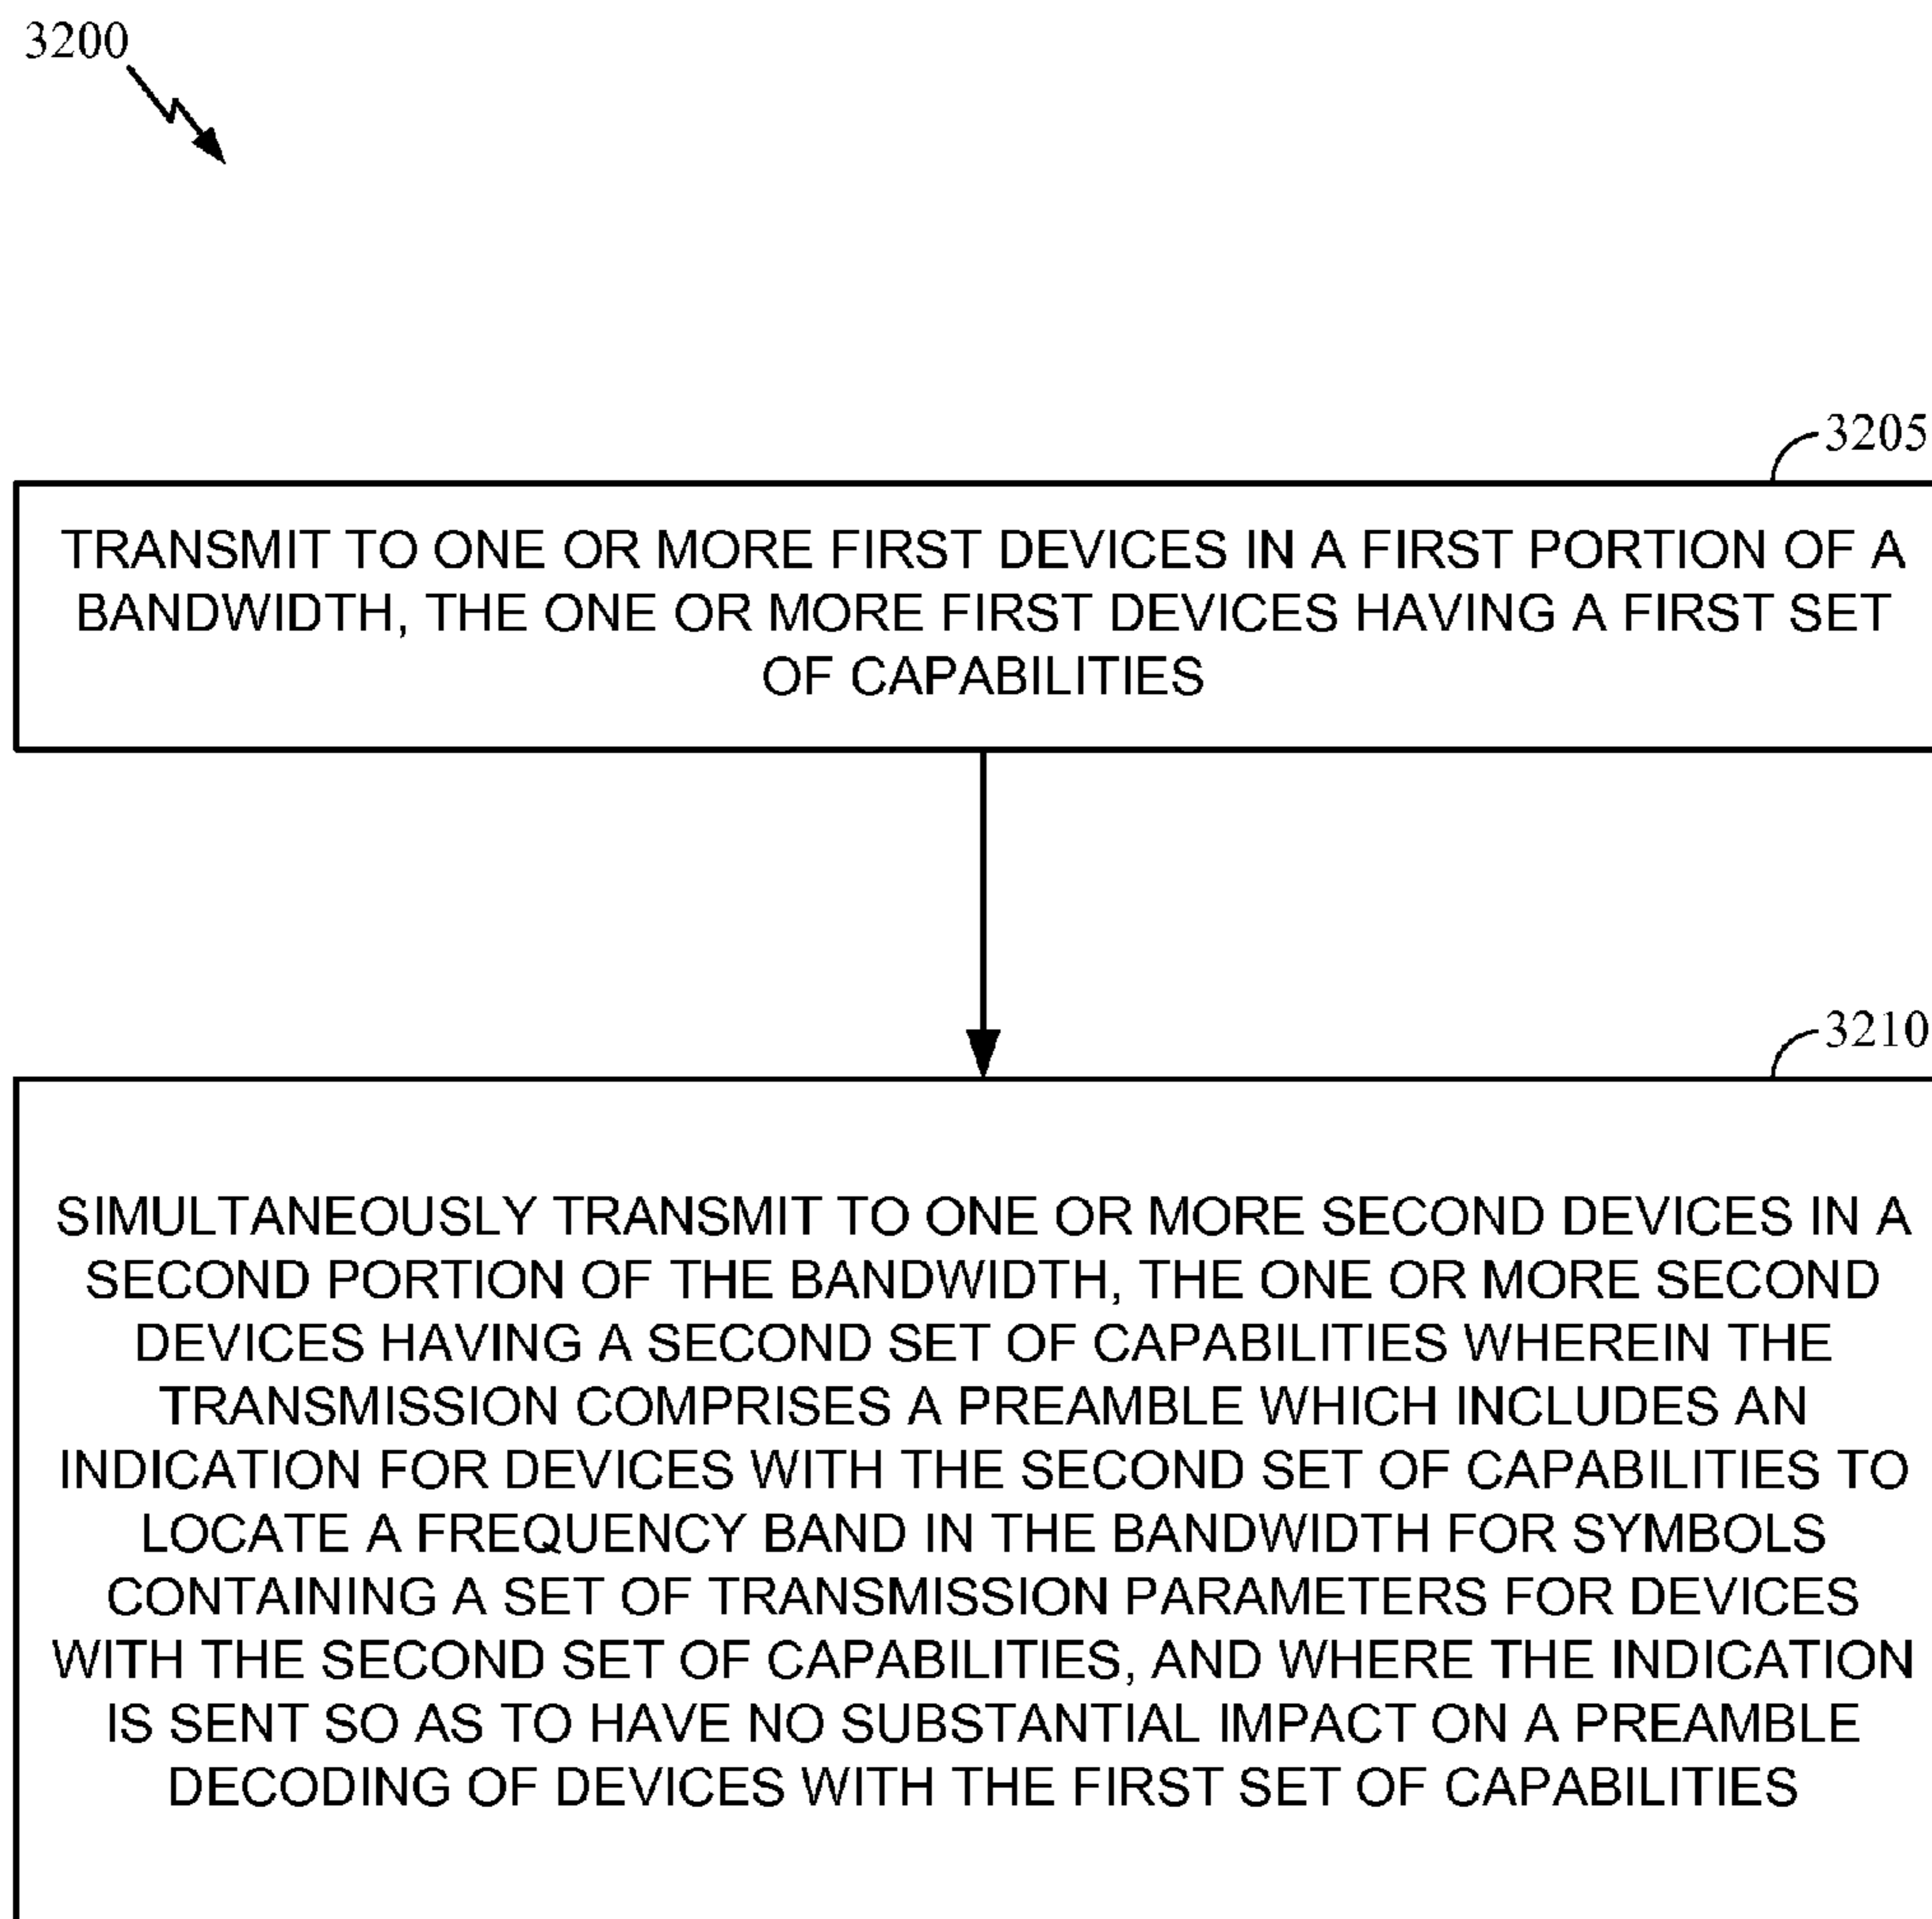 3200
3205
TRANSMIT TO ONE OR MORE FIRST DEVICES IN A FIRST PORTION OF A
BANDWIDTH, THE ONE OR MORE FIRST DEVICES HAVING A FIRST SET
OF CAPABILITIES
3210
SIMULTANEOUSLY TRANSMIT TO ONE OR MORE SECOND DEVICES IN A
SECOND PORTION OF THE BANDWIDTH, THE ONE OR MORE SECOND
DEVICES HAVING A SECOND SET OF CAPABILITIES WHEREIN THE
TRANSMISSION COMPRISES A PREAMBLE WHICH INCLUDES AN
INDICATION FOR DEVICES WITH THE SECOND SET OF CAPABILITIES TO
LOCATE A FREQUENCY BAND IN THE BANDWIDTH FOR SYMBOLS
CONTAINING A SET OF TRANSMISSION PARAMETERS FOR DEVICES
WITH THE SECOND SET OF CAPABILITIES, AND WHERE THE INDICATION
IS SENT SO AS TO HAVE NO SUBSTANTIAL IMPACT ON A PREAMBLE
DECODING OF DEVICES WITH THE FIRST SET OF CAPABILITIES